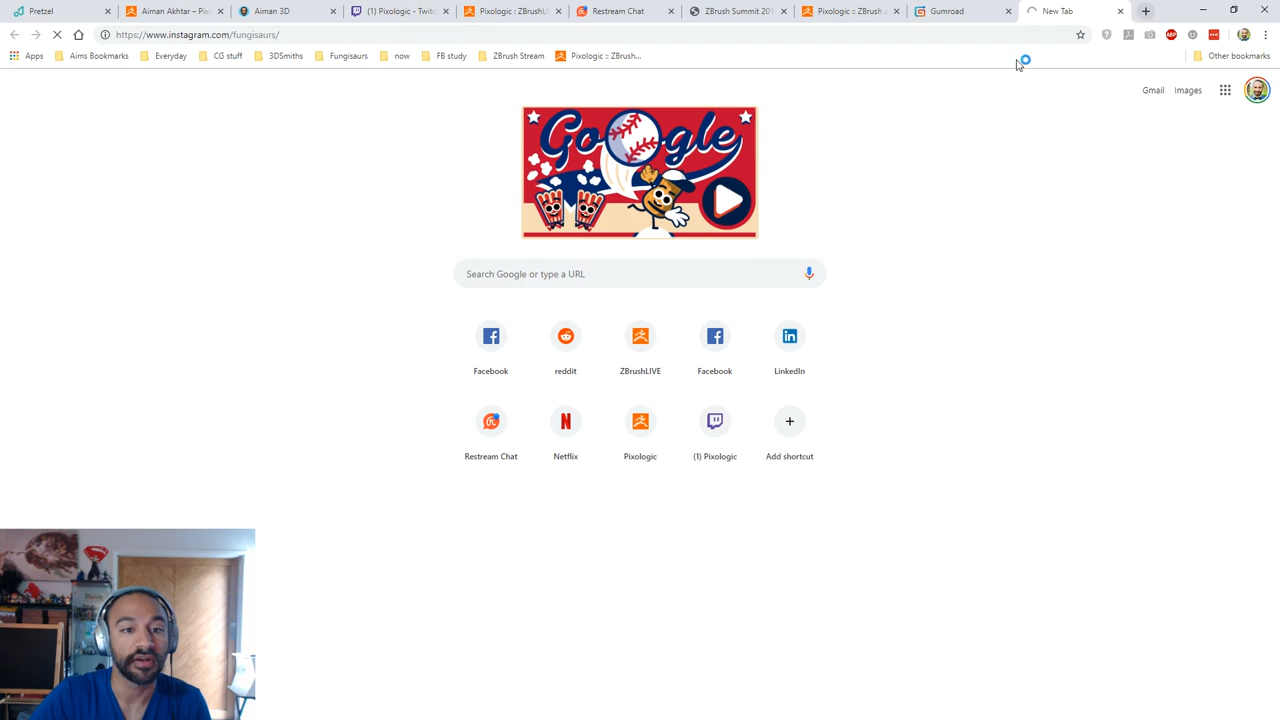 Pretzel
Aiman Akhtar – Pix
Aiman 3D
(1) Pixologic - Twitc
Pixologic : ZBrushLI
Restream Chat
ZBrush Summit 201
Pixologic :: ZBrush a
Gumroad
New Tab
https://www.instagram.com/fungisaurs/
Apps
Aims Bookmarks
Everyday
CG stuff
3DSmiths
Fungisaurs
now
FB study
ZBrush Stream
Pixologic :: ZBrush...
Other bookmarks
Gmail
Images
Google
Search Google or type a URL
Facebook
reddit
ZBrushLIVE
Facebook
LinkedIn
Restream Chat
Netflix
Pixologic
(1) Pixologic
Add shortcut